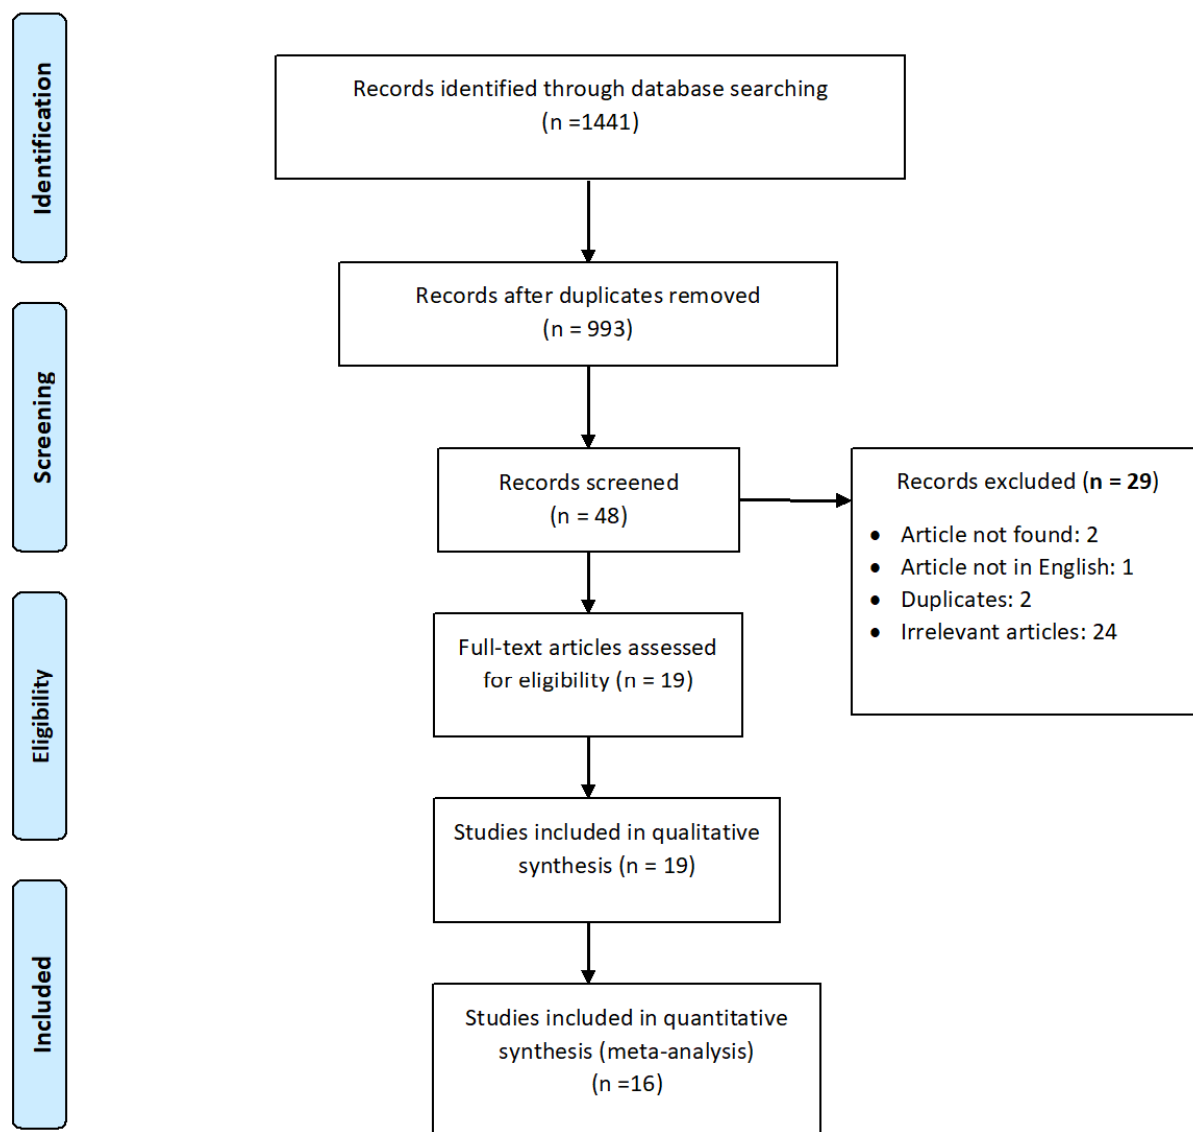 Identification
Records identified through database searching
(n =1441)
Records after duplicates removed
(n = 993)
Screening
Records screened
(n = 48)
Records excluded (n = 29)
● Article not found: 2
● Article not in English: 1
● Duplicates: 2
● Irrelevant articles: 24
Eligibility
Full-text articles assessed
for eligibility (n = 19)
Studies included in qualitative
synthesis (n = 19)
Included
Studies included in quantitative
synthesis (meta-analysis)
(n =16)